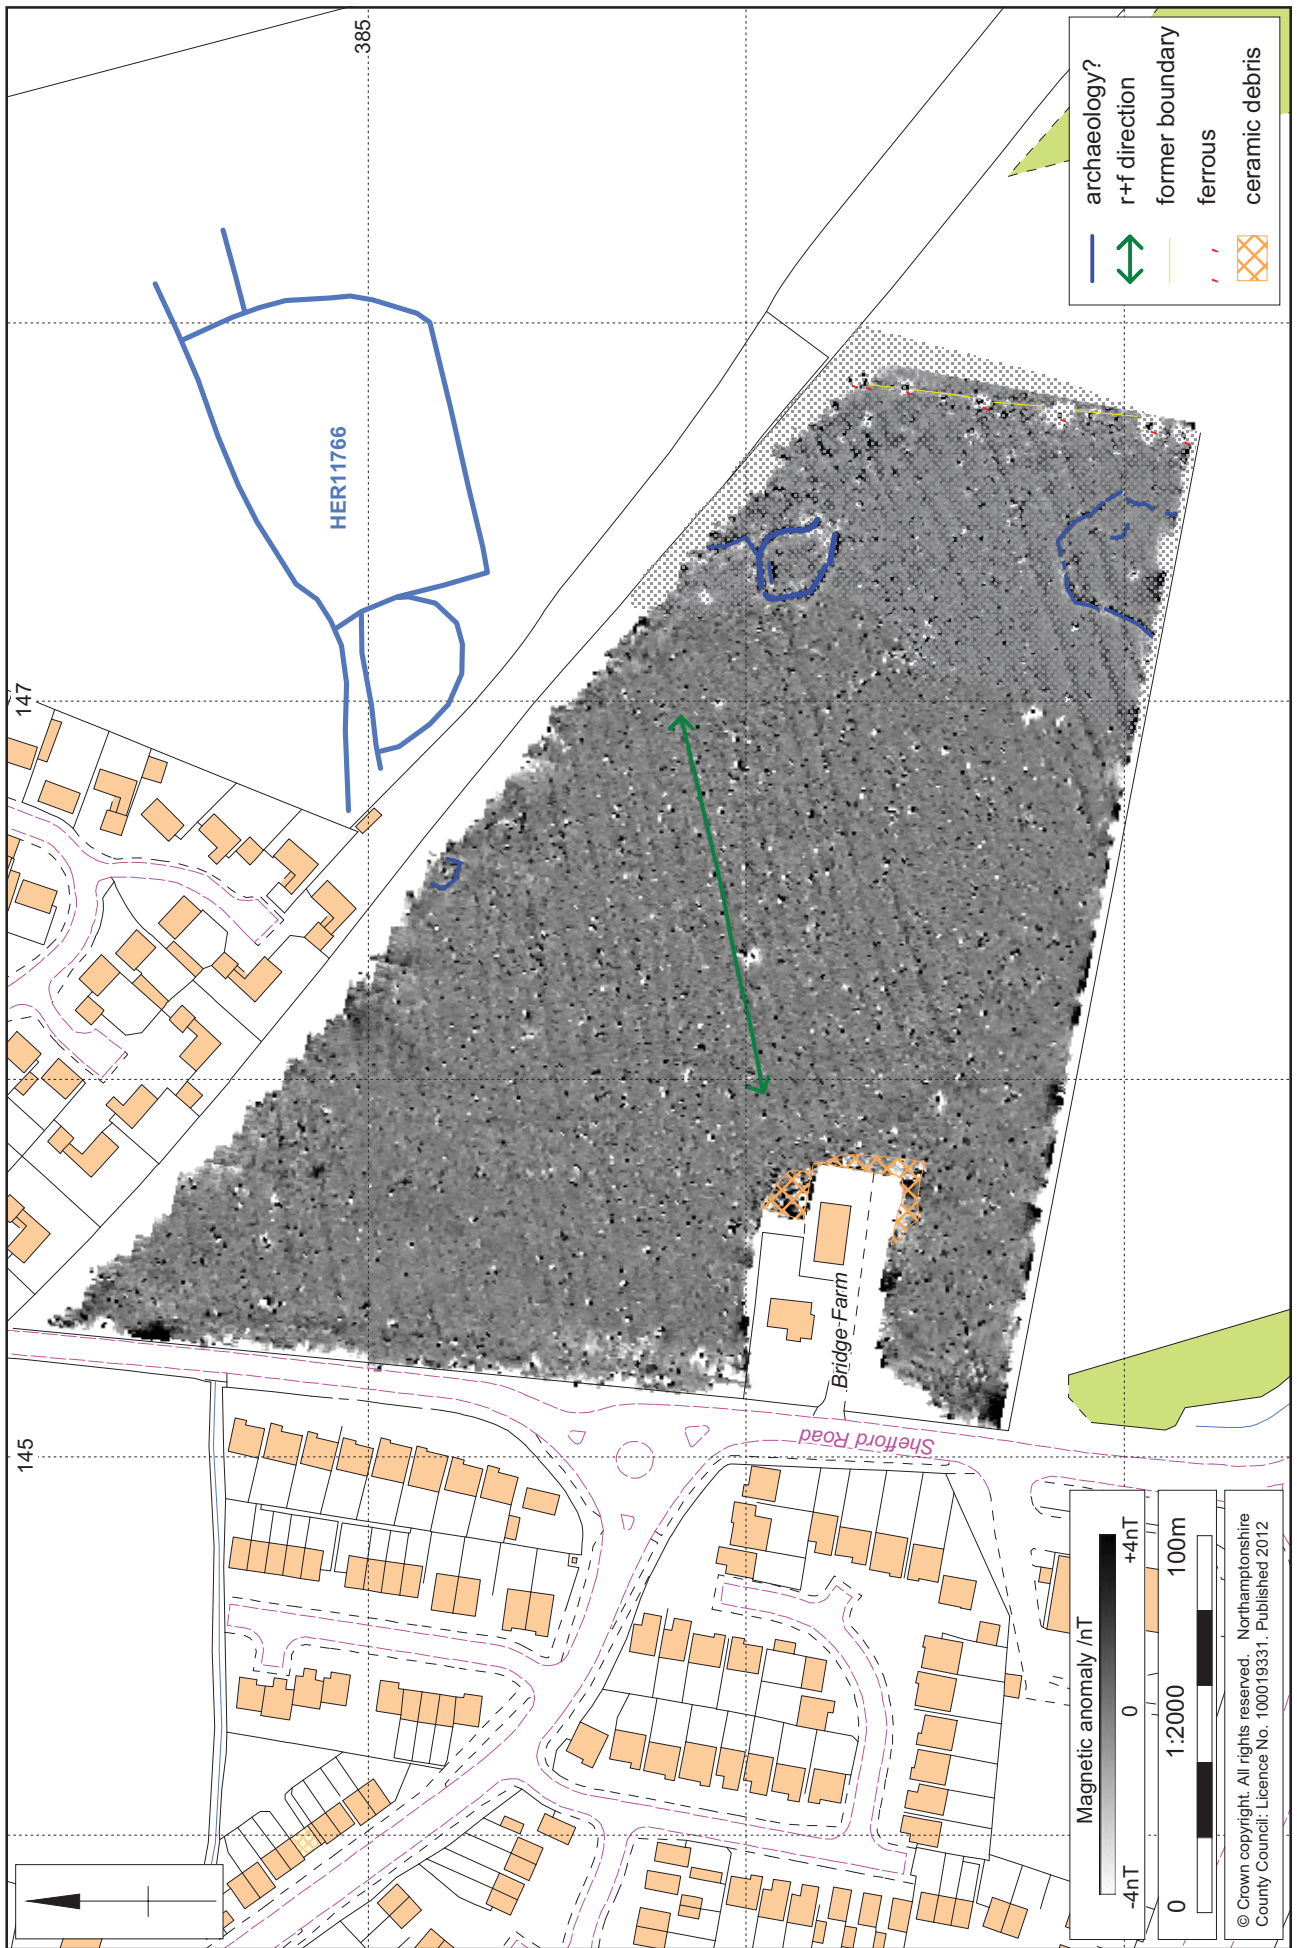 385
147
145
HER11766
Bridge Farm
Shefford Road
archaeology?
r+f direction
former boundary
ferrous
ceramic debris
Magnetic anomaly /nT
-4nT 0 +4nT
0 1:2000 100m
© Crown copyright. All rights reserved. Northamptonshire
County Council: Licence No. 100019331. Published 2012